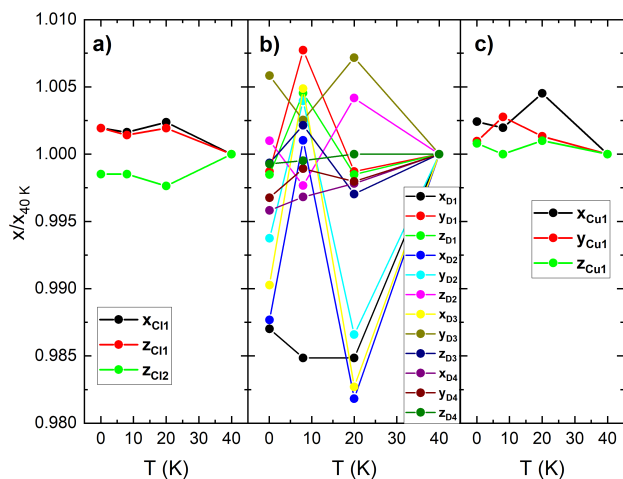 a) b) c)
1.010
1.005
1.000
0.995
0.990
0.985
0.980
x/x40 K
xCl1
zCl1
zCl2
xD1
yD1
zD1
xD2
yD2
zD2
xD3
yD3
zD3
xD4
yD4
zD4
xCu1
yCu1
zCu1
0 10 20 30 40 0 10 20 30 40 0 10 20 30 40
T (K) T (K) T (K)